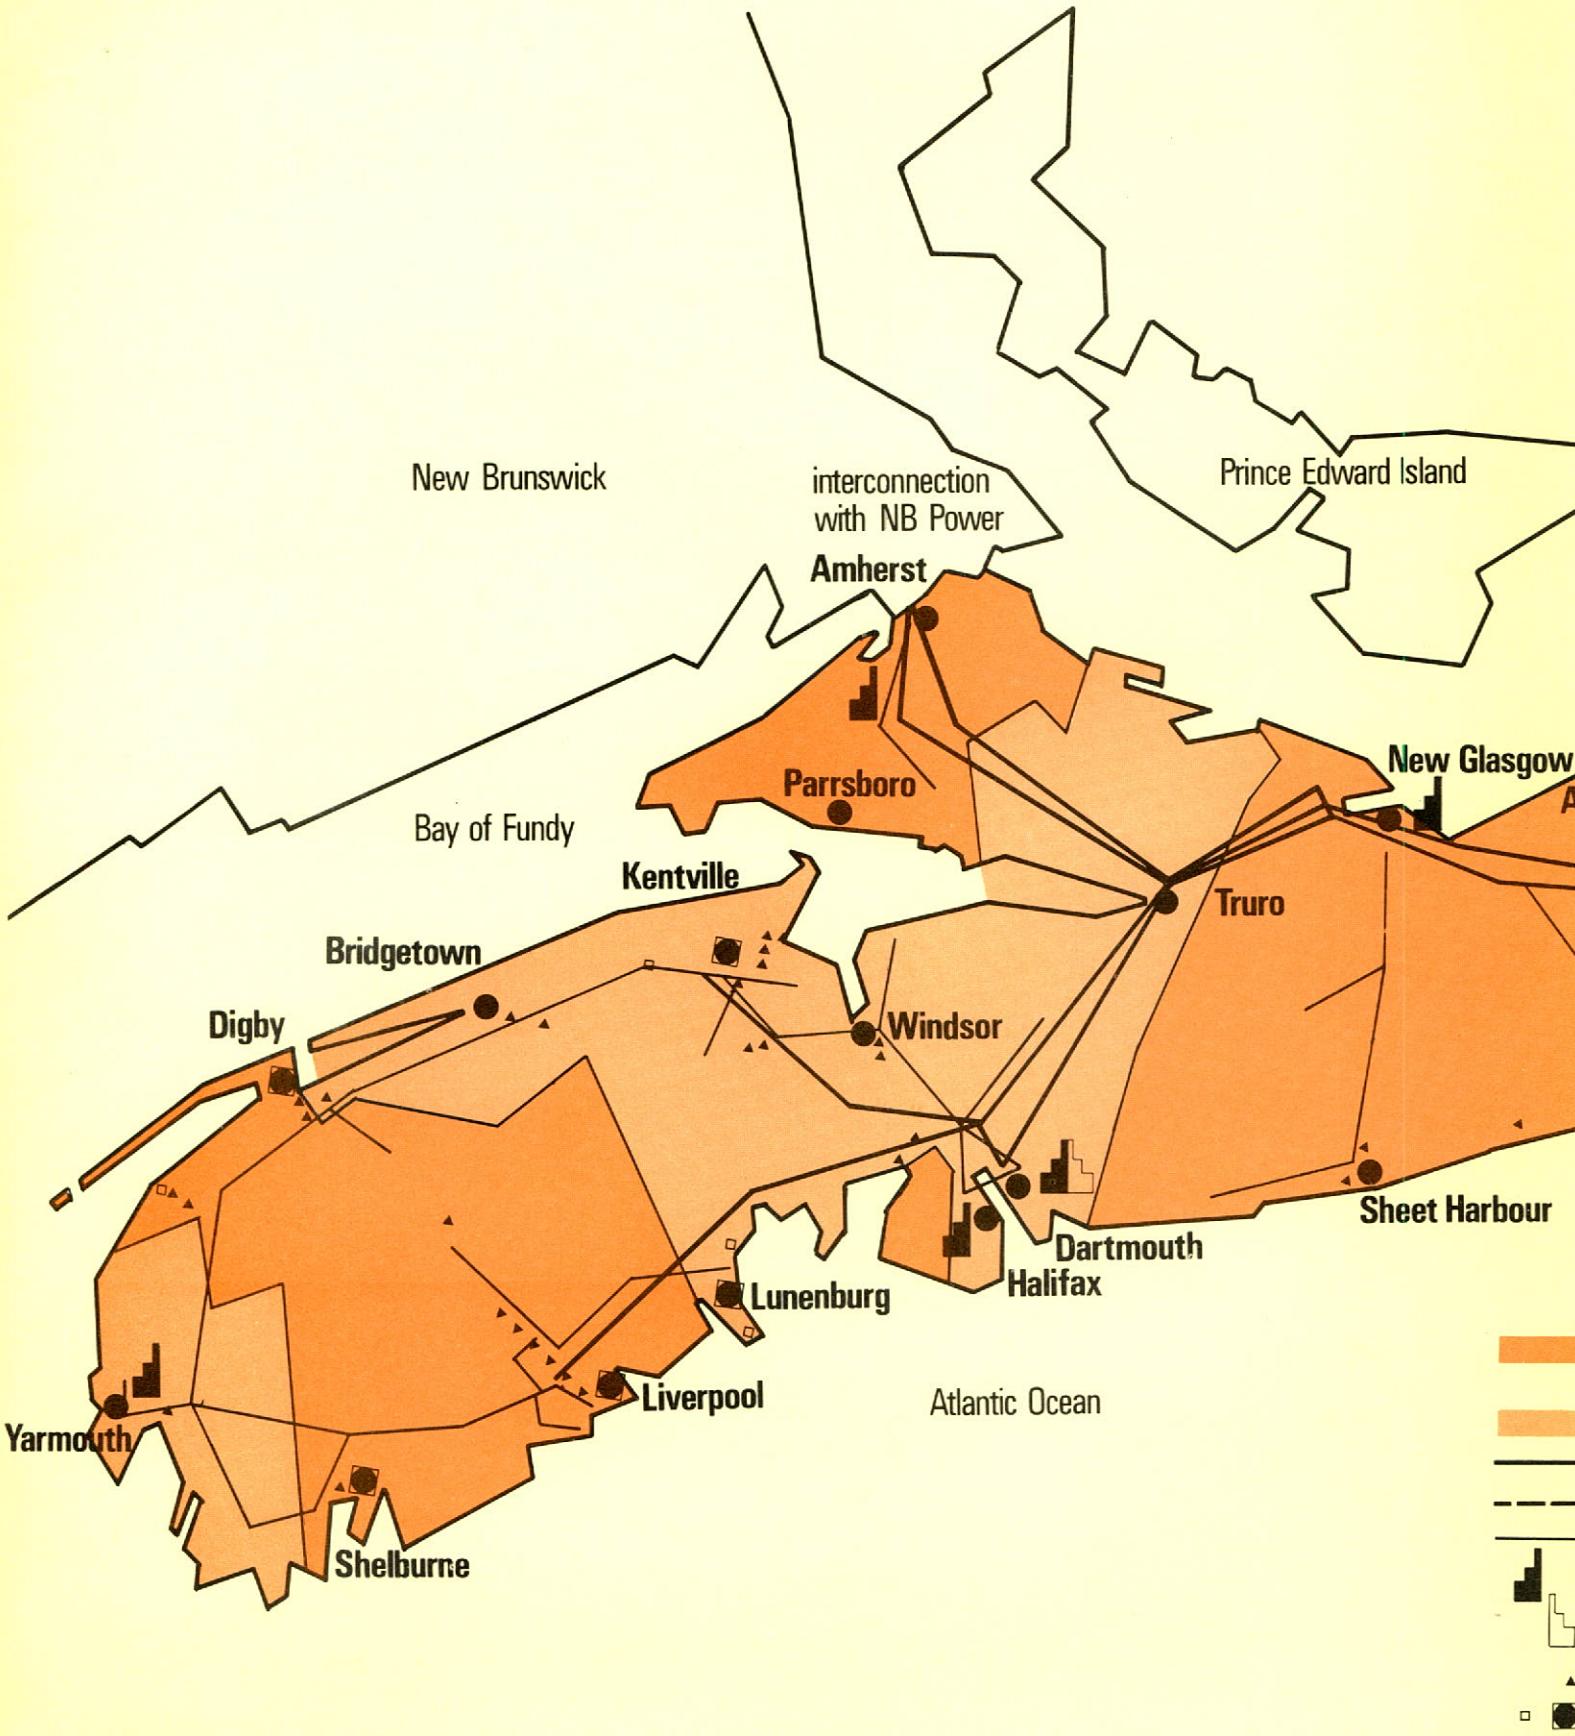 New Brunswick
interconnection
with NB Power
Prince Edward Island
Amherst
New Glasgow
Parrsboro
A
Bay of Fundy
Kentville
Truro
Bridgetown
Digby
Windsor
Sheet Harbour
Dartmouth
Halifax
Lunenburg
Liverpool
Atlantic Ocean
Yarmouth
Shelburne